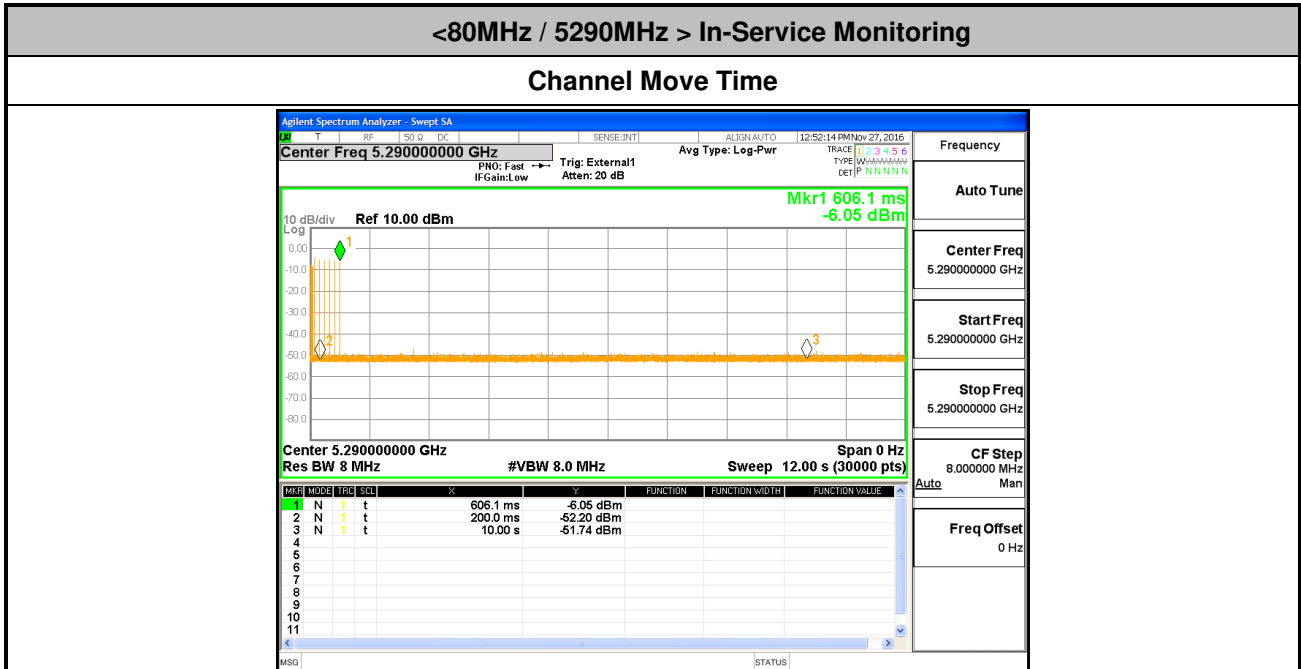 <80MHz / 5290MHz > In-Service Monitoring
Channel Move Time
Agilent Spectrum Analyzer - Swept SA
LXI T RF 50 Ω DC SENSE:INT ALIGN AUTO 12:52:14 PM Nov 27, 2016
Center Freq 5.290000000 GHz
PNO: Fast
IFGain:Low
Trig: External1
Atten: 20 dB
Avg Type: Log-Pwr
TRACE 1 2 3 4 5 6
TYPE W
DET P N N N N N
Mkr1 606.1 ms
-6.05 dBm
10 dB/div Ref 10.00 dBm
Log
0.00
-10.0
-20.0
-30.0
-40.0
-50.0
-60.0
-70.0
-80.0
1
2
3
Center 5.290000000 GHz Span 0 Hz
Res BW 8 MHz #VBW 8.0 MHz Sweep 12.00 s (30000 pts)
MKR MODE TRC SCL X Y FUNCTION FUNCTION WIDTH FUNCTION VALUE
1 N 1 t 606.1 ms -6.05 dBm
2 N 1 t 200.0 ms -52.20 dBm
3 N 1 t 10.00 s -51.74 dBm
4
5
6
7
8
9
10
11
MSG STATUS
Frequency
Auto Tune
Center Freq
5.290000000 GHz
Start Freq
5.290000000 GHz
Stop Freq
5.290000000 GHz
CF Step
8.000000 MHz
Auto Man
Freq Offset
0 Hz